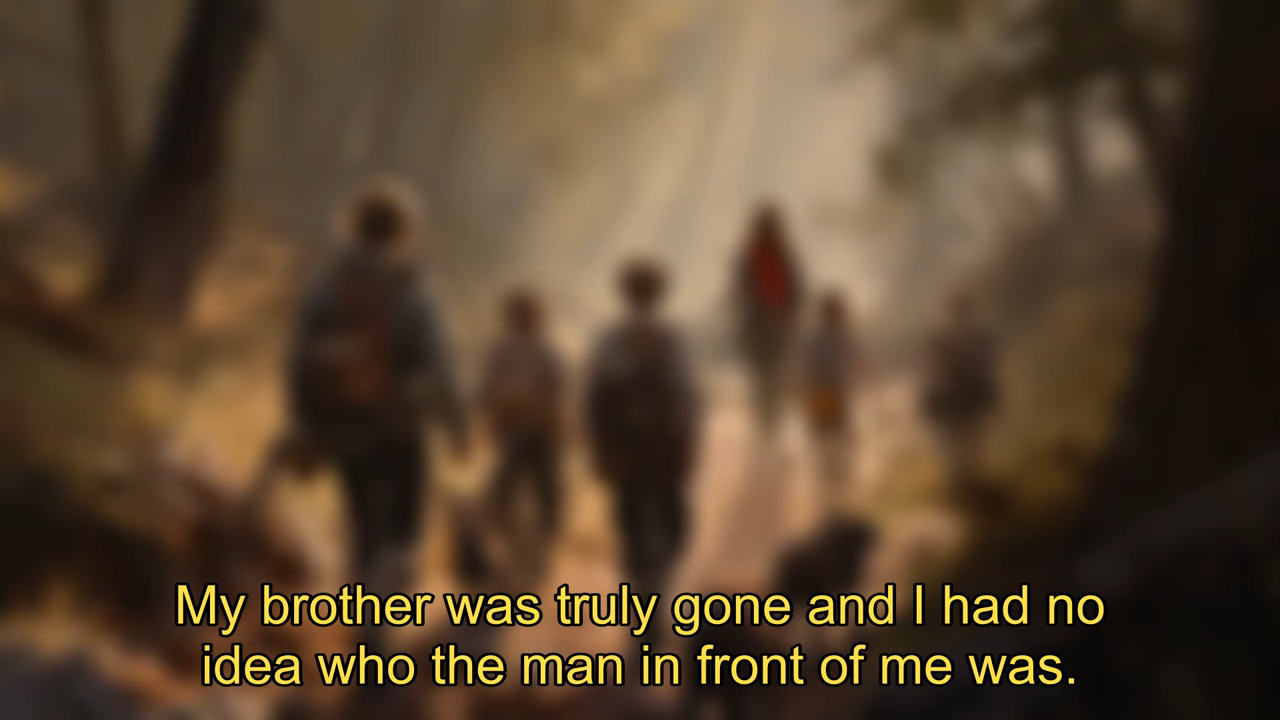 My brother was truly gone and I had no
idea who the man in front of me was.